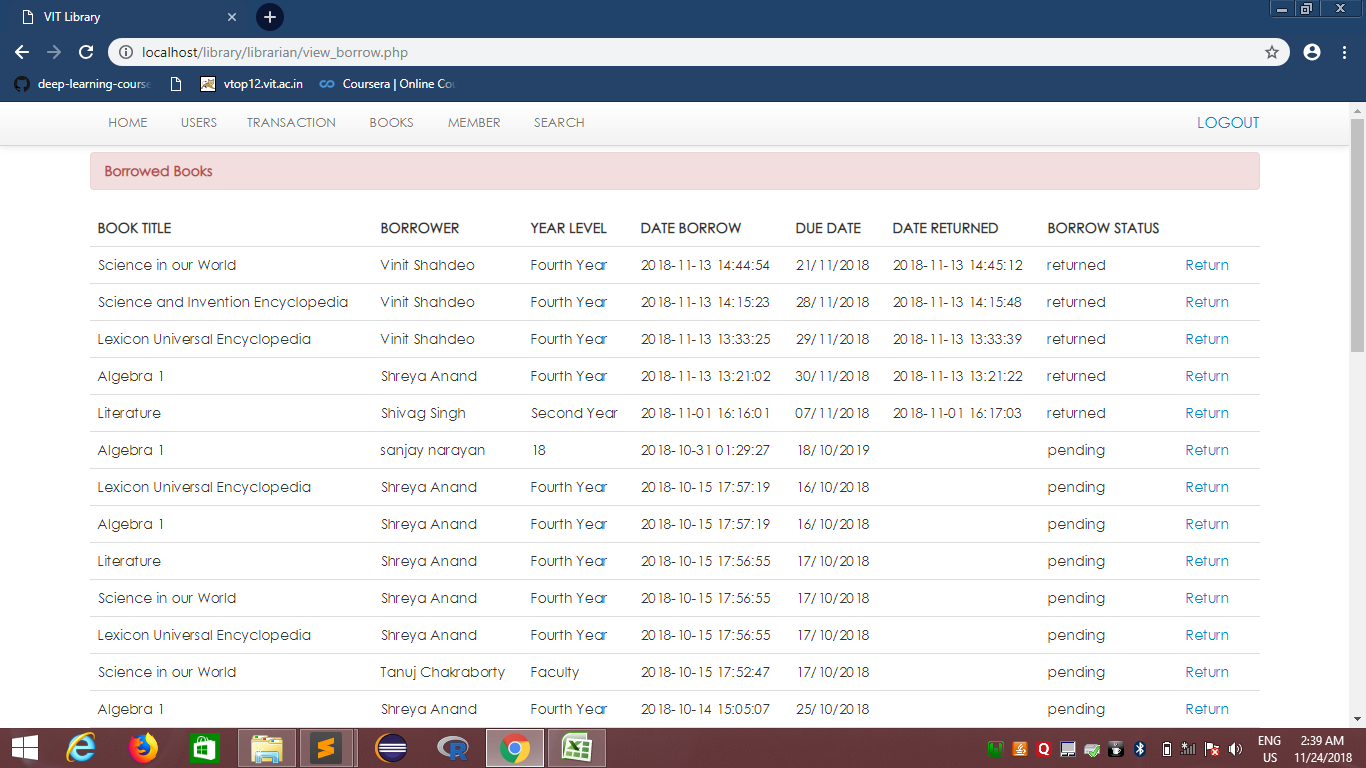 VIT Library
localhost/library/librarian/view_borrow.php
deep-learning-course vtop12.vit.ac.in Coursera | Online Cou
HOME USERS TRANSACTION BOOKS MEMBER SEARCH LOGOUT
Borrowed Books
BOOK TITLE BORROWER YEAR LEVEL DATE BORROW DUE DATE DATE RETURNED BORROW STATUS
Science in our World Vinit Shahdeo Fourth Year 2018-11-13 14:44:54 21/11/2018 2018-11-13 14:45:12 returned Return
Science and Invention Encyclopedia Vinit Shahdeo Fourth Year 2018-11-13 14:15:23 28/11/2018 2018-11-13 14:15:48 returned Return
Lexicon Universal Encyclopedia Vinit Shahdeo Fourth Year 2018-11-13 13:33:25 29/11/2018 2018-11-13 13:33:39 returned Return
Algebra 1 Shreya Anand Fourth Year 2018-11-13 13:21:02 30/11/2018 2018-11-13 13:21:22 returned Return
Literature Shivag Singh Second Year 2018-11-01 16:16:01 07/11/2018 2018-11-01 16:17:03 returned Return
Algebra 1 sanjay narayan 18 2018-10-31 01:29:27 18/10/2019 pending Return
Lexicon Universal Encyclopedia Shreya Anand Fourth Year 2018-10-15 17:57:19 16/10/2018 pending Return
Algebra 1 Shreya Anand Fourth Year 2018-10-15 17:57:19 16/10/2018 pending Return
Literature Shreya Anand Fourth Year 2018-10-15 17:56:55 17/10/2018 pending Return
Science in our World Shreya Anand Fourth Year 2018-10-15 17:56:55 17/10/2018 pending Return
Lexicon Universal Encyclopedia Shreya Anand Fourth Year 2018-10-15 17:56:55 17/10/2018 pending Return
Science in our World Tanuj Chakraborty Faculty 2018-10-15 17:52:47 17/10/2018 pending Return
Algebra 1 Shreya Anand Fourth Year 2018-10-14 15:05:07 25/10/2018 pending Return
ENG 2:39 AM
US 11/24/2018